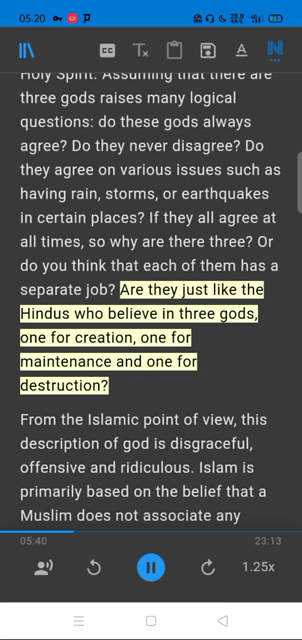 05.20
CC
Holy Spirit. Assuming that there are
three gods raises many logical
questions: do these gods always
agree? Do they never disagree? Do
they agree on various issues such as
having rain, storms, or earthquakes
in certain places? If they all agree at
all times, so why are there three? Or
do you think that each of them has a
separate job? Are they just like the
Hindus who believe in three gods,
one for creation, one for
maintenance and one for
destruction?
From the Islamic point of view, this
description of god is disgraceful,
offensive and ridiculous. Islam is
primarily based on the belief that a
Muslim does not associate any
05:40
23:13
1.25x